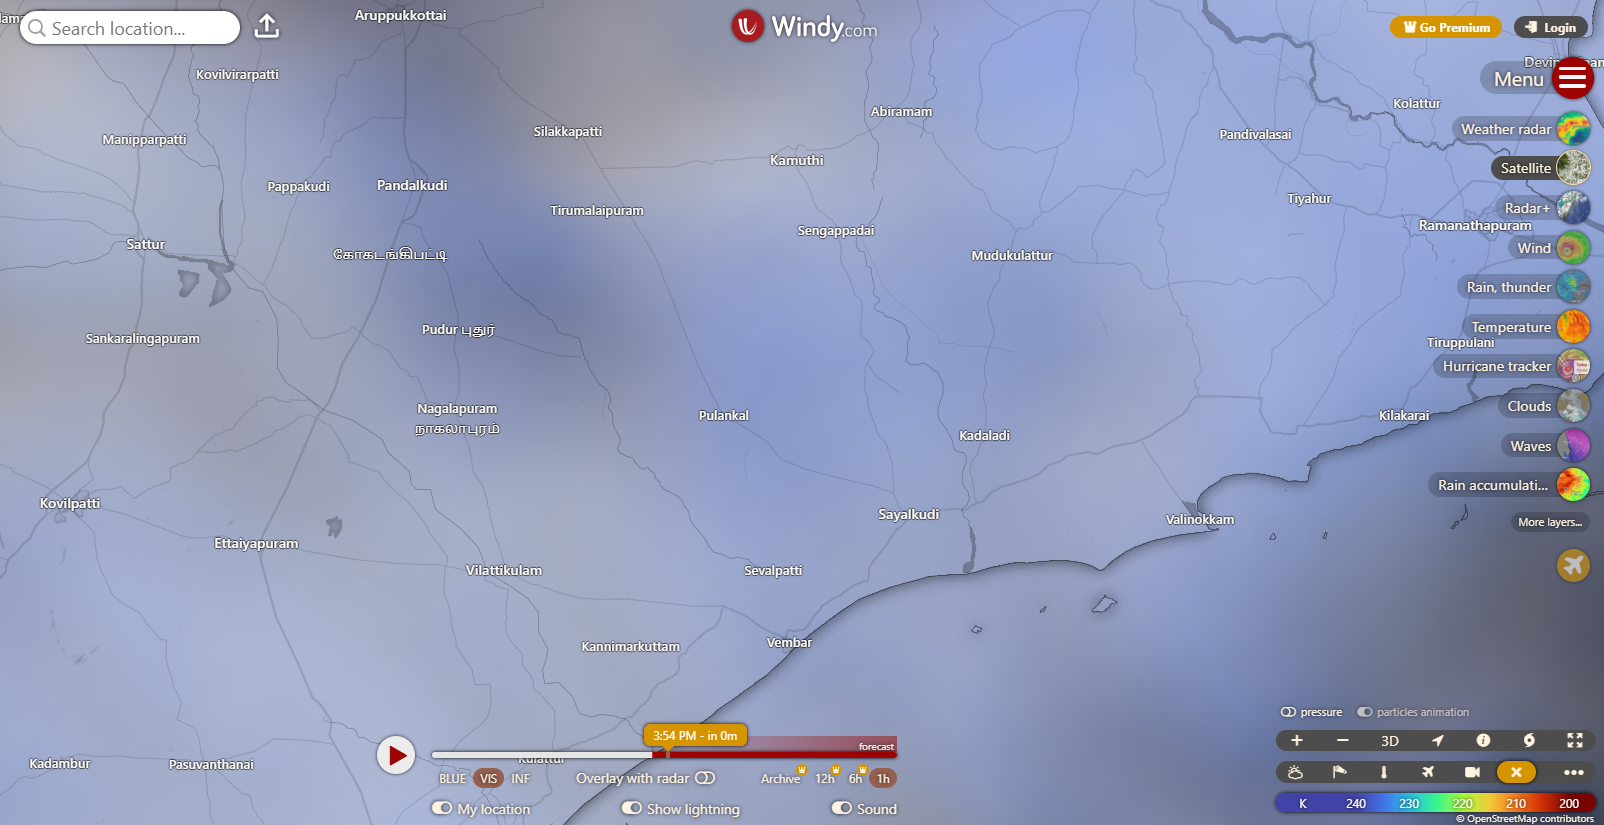 Search location...
Windy.com
Go Premium
Login
Menu
Weather radar
Satellite
Radar+
Wind
Rain, thunder
Temperature
Hurricane tracker
Clouds
Waves
Rain accumulati...
More layers...
Aruppukkottai
Kovilvirarpatti
Abiramam
Kolattur
Silakkapatti
Pandivalasai
Manipparpatti
Kamuthi
Pappakudi
Pandalkudi
Tiyahur
Tirumalaipuram
Ramanathapuram
Sengappadai
Sattur
கோகடங்கிபட்டி
Mudukulattur
Pudur புதுர்
Sankaralingapuram
Tiruppulani
Nagalapuram
நாகலாபுரம்
Pulankal
Kilakarai
Kadaladi
Kovilpatti
Sayalkudi
Valinokkam
Ettaiyapuram
Vilattikulam
Sevalpatti
Kannimarkuttam
Vembar
Kadambur
Pasuvanthanai
Kulattur
3:54 PM - in 0m
forecast
BLUE VIS INF
Overlay with radar
Archive 12h 6h 1h
My location
Show lightning
Sound
pressure
particles animation
3D
K 240 230 220 210 200
© OpenStreetMap contributors